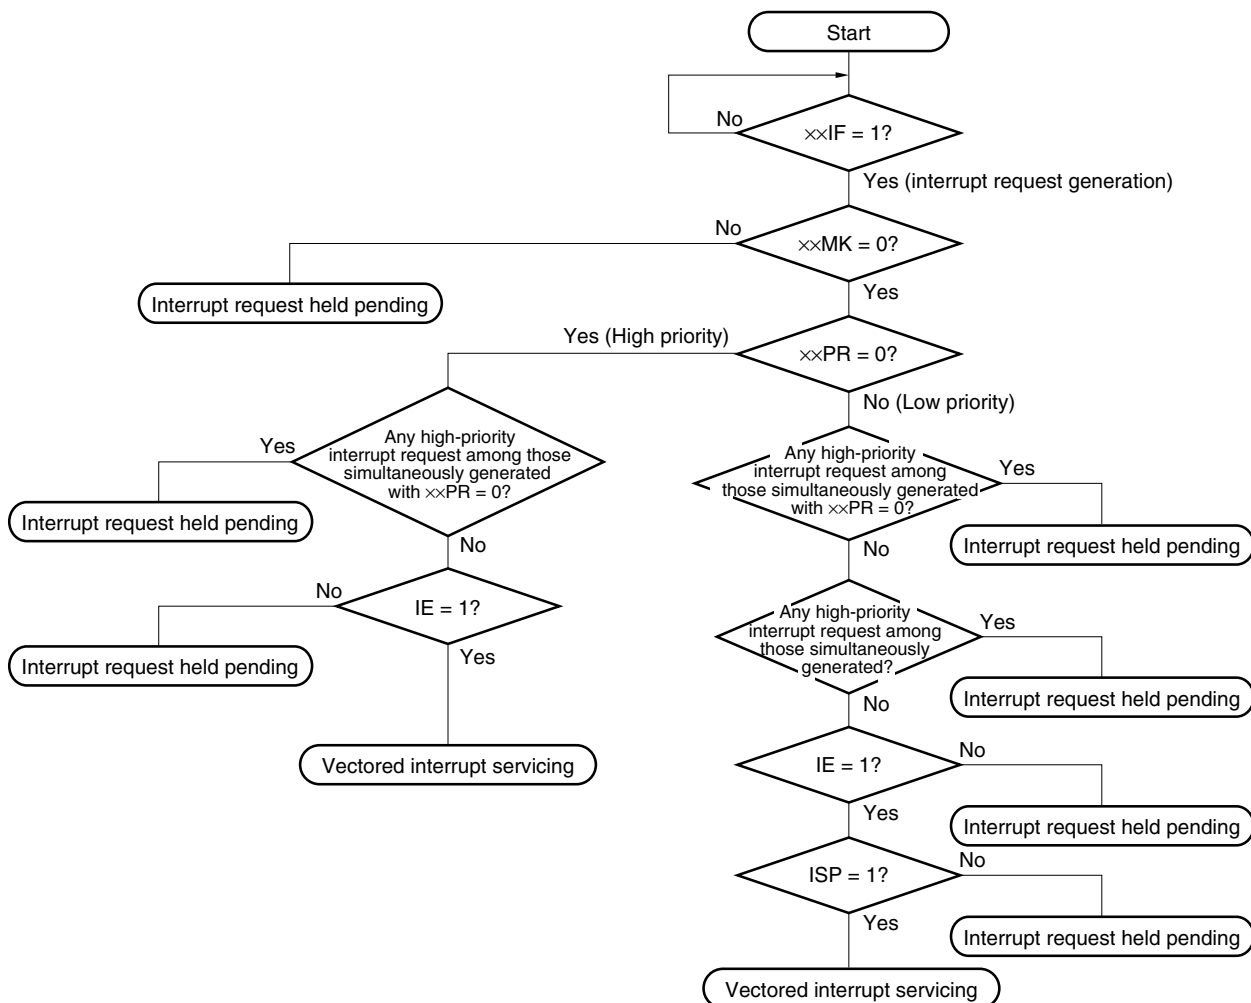 Start
No
××IF = 1?
Yes (interrupt request generation)
No
××MK = 0?
Interrupt request held pending
Yes
Yes (High priority)
××PR = 0?
No (Low priority)
Yes
Any high-priority
interrupt request among those
simultaneously generated
with ××PR = 0?
Interrupt request held pending
No
Any high-priority
interrupt request among
those simultaneously generated
with ××PR = 0?
Yes
Interrupt request held pending
No
No
IE = 1?
Interrupt request held pending
Yes
Any high-priority
interrupt request among
those simultaneously
generated?
Yes
Interrupt request held pending
No
Vectored interrupt servicing
IE = 1?
No
Interrupt request held pending
Yes
ISP = 1?
No
Interrupt request held pending
Yes
Vectored interrupt servicing